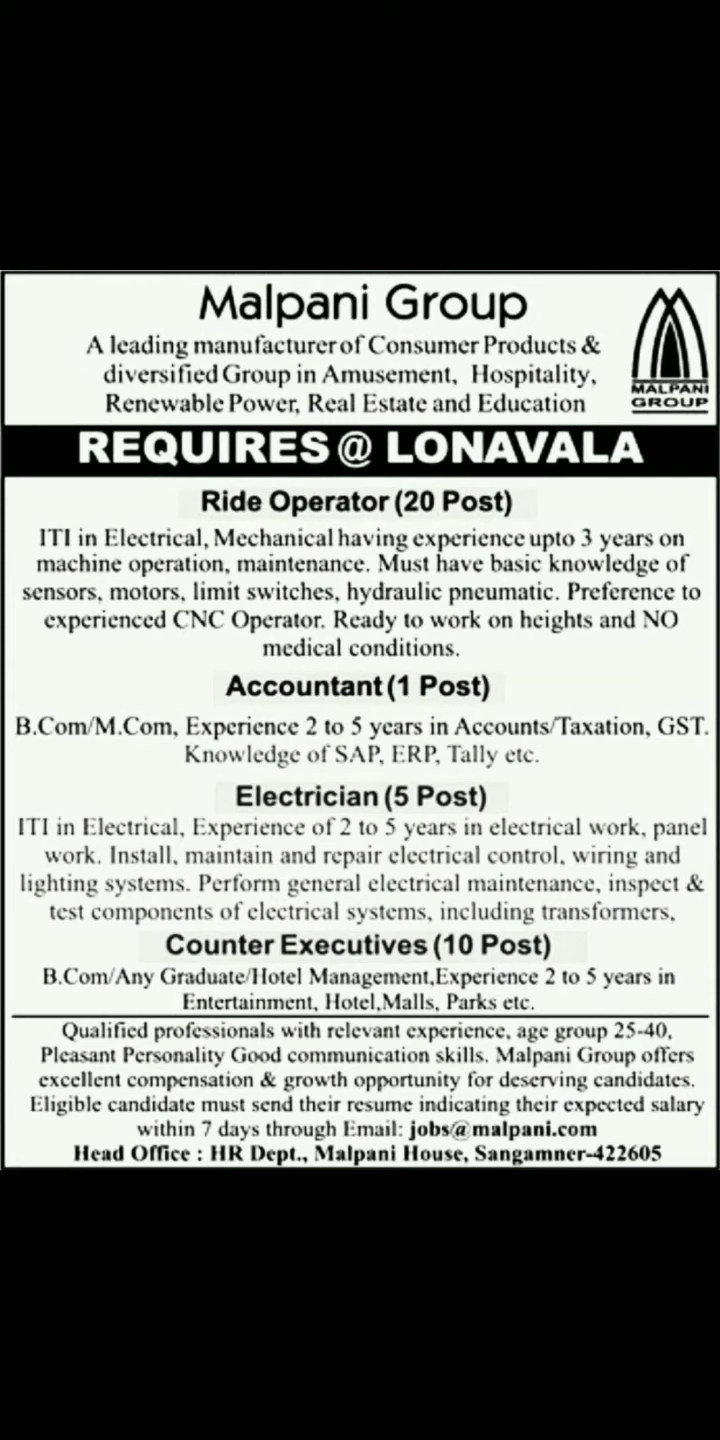 Malpani Group
A leading manufacturer of Consumer Products &
diversified Group in Amusement, Hospitality,
Renewable Power, Real Estate and Education
MALPANI
GROUP
REQUIRES @ LONAVALA
Ride Operator (20 Post)
ITI in Electrical, Mechanical having experience upto 3 years on
machine operation, maintenance. Must have basic knowledge of
sensors, motors, limit switches, hydraulic pneumatic. Preference to
experienced CNC Operator. Ready to work on heights and NO
medical conditions.
Accountant (1 Post)
B.Com/M.Com, Experience 2 to 5 years in Accounts/Taxation, GST.
Knowledge of SAP, ERP, Tally etc.
Electrician (5 Post)
ITI in Electrical, Experience of 2 to 5 years in electrical work, panel
work. Install, maintain and repair electrical control, wiring and
lighting systems. Perform general electrical maintenance, inspect &
test components of electrical systems, including transformers,
Counter Executives (10 Post)
B.Com/Any Graduate/Hotel Management,Experience 2 to 5 years in
Entertainment, Hotel,Malls, Parks etc.
Qualified professionals with relevant experience, age group 25-40,
Pleasant Personality Good communication skills. Malpani Group offers
excellent compensation & growth opportunity for deserving candidates.
Eligible candidate must send their resume indicating their expected salary
within 7 days through Email: jobs@malpani.com
Head Office : HR Dept., Malpani House, Sangamner-422605